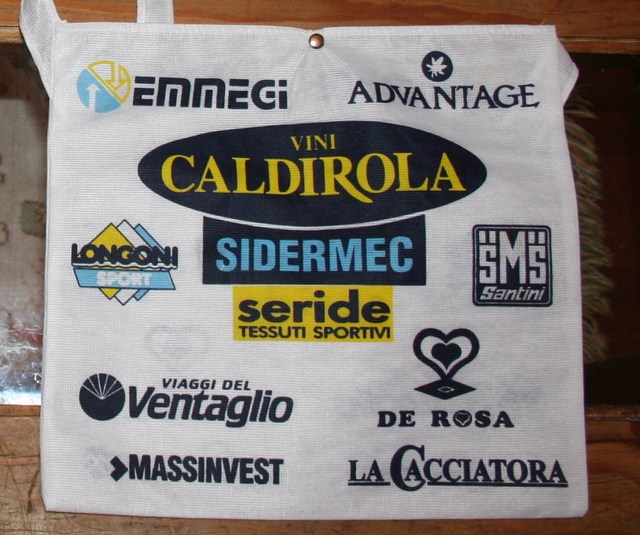 EMMEGI
ADVANTAGE
VINI
CALDIROLA
SIDERMEC
LONGONI
SPORT
SMS
Santini
seride
TESSUTI SPORTIVI
VIAGGI DEL
Ventaglio
DE ROSA
MASSINVEST
LA CACCIATORA